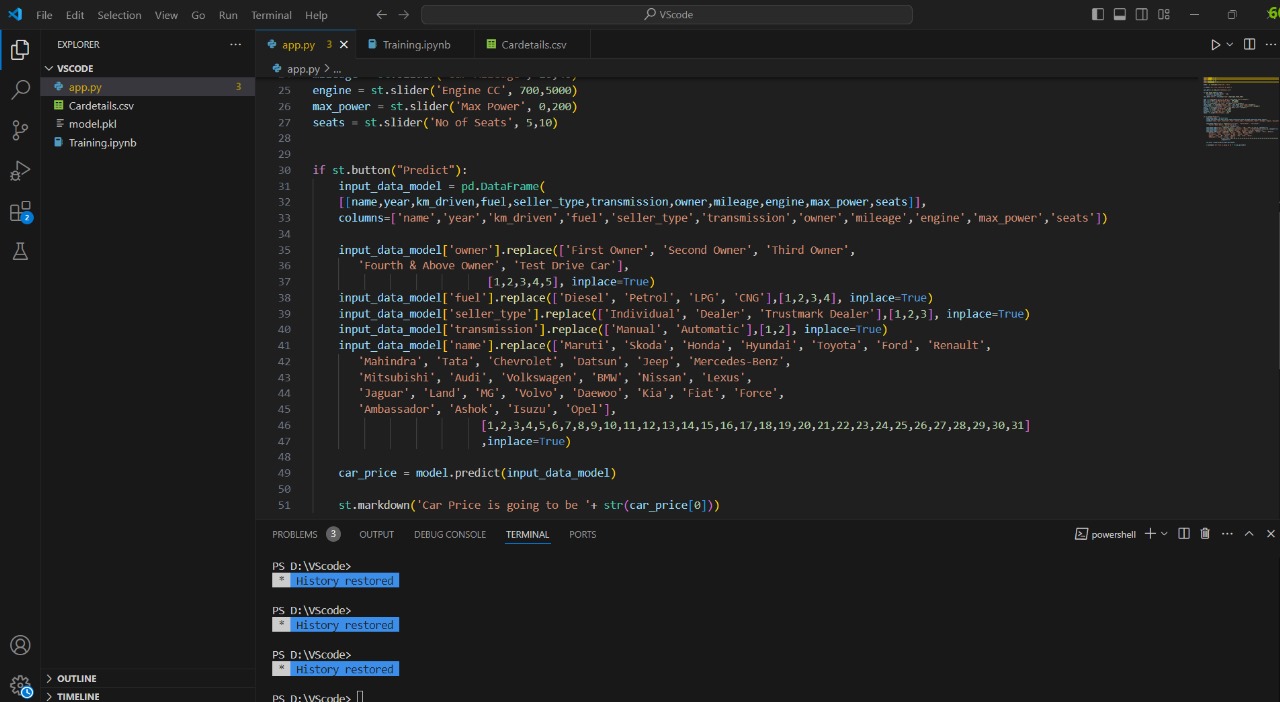 File Edit Selection View Go Run Terminal Help
VScode
EXPLORER
app.py 3
Training.ipynb
Cardetails.csv
VSCODE
app.py 3
Cardetails.csv
model.pkl
Training.ipynb
2
app.py > ...
25 engine = st.slider('Engine CC', 700,5000)
26 max_power = st.slider('Max Power', 0,200)
27 seats = st.slider('No of Seats', 5,10)
28
29
30 if st.button("Predict"):
31 input_data_model = pd.DataFrame(
32 [[name,year,km_driven,fuel,seller_type,transmission,owner,mileage,engine,max_power,seats]],
33 columns=['name','year','km_driven','fuel','seller_type','transmission','owner','mileage','engine','max_power','seats'])
34
35 input_data_model['owner'].replace(['First Owner', 'Second Owner', 'Third Owner',
36 'Fourth & Above Owner', 'Test Drive Car'],
37 [1,2,3,4,5], inplace=True)
38 input_data_model['fuel'].replace(['Diesel', 'Petrol', 'LPG', 'CNG'],[1,2,3,4], inplace=True)
39 input_data_model['seller_type'].replace(['Individual', 'Dealer', 'Trustmark Dealer'],[1,2,3], inplace=True)
40 input_data_model['transmission'].replace(['Manual', 'Automatic'],[1,2], inplace=True)
41 input_data_model['name'].replace(['Maruti', 'Skoda', 'Honda', 'Hyundai', 'Toyota', 'Ford', 'Renault',
42 'Mahindra', 'Tata', 'Chevrolet', 'Datsun', 'Jeep', 'Mercedes-Benz',
43 'Mitsubishi', 'Audi', 'Volkswagen', 'BMW', 'Nissan', 'Lexus',
44 'Jaguar', 'Land', 'MG', 'Volvo', 'Daewoo', 'Kia', 'Fiat', 'Force',
45 'Ambassador', 'Ashok', 'Isuzu', 'Opel'],
46 [1,2,3,4,5,6,7,8,9,10,11,12,13,14,15,16,17,18,19,20,21,22,23,24,25,26,27,28,29,30,31]
47 ,inplace=True)
48
49 car_price = model.predict(input_data_model)
50
51 st.markdown('Car Price is going to be '+ str(car_price[0]))
PROBLEMS 3 OUTPUT DEBUG CONSOLE TERMINAL PORTS
powershell
PS D:\VScode>
* History restored
PS D:\VScode>
* History restored
PS D:\VScode>
* History restored
PS D:\VScode>
OUTLINE
TIMELINE